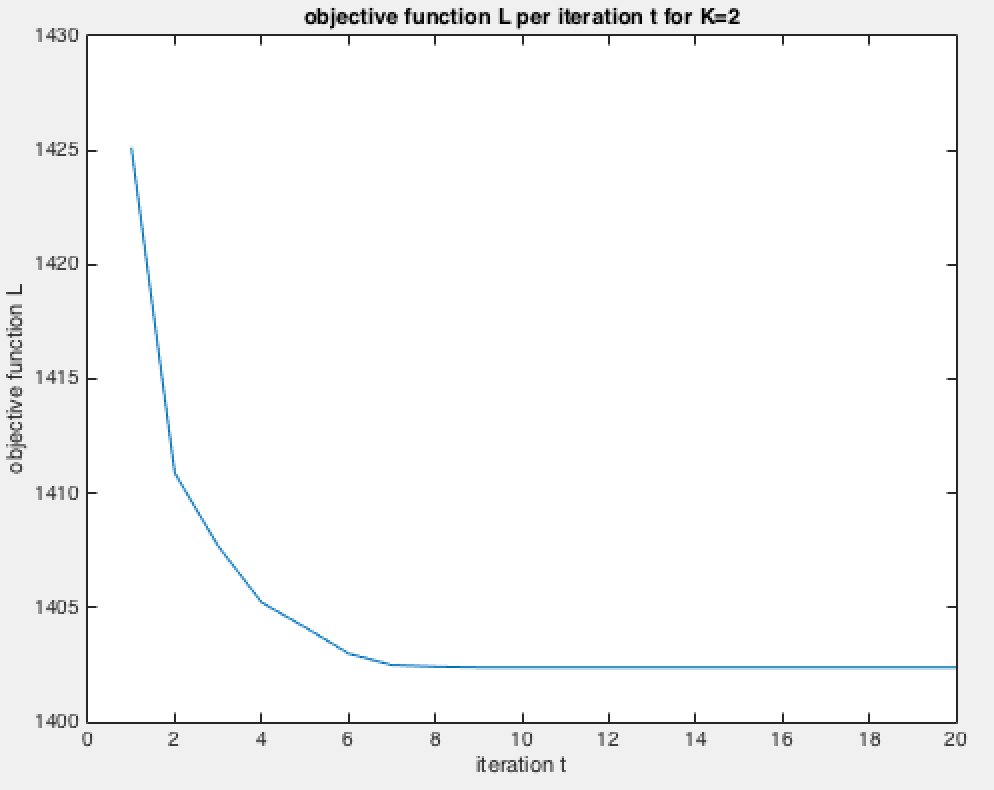 objective function L per iteration t for K=2
1430
1425
1420
1415
1410
1405
1400
objective function L
0 2 4 6 8 10 12 14 16 18 20
iteration t